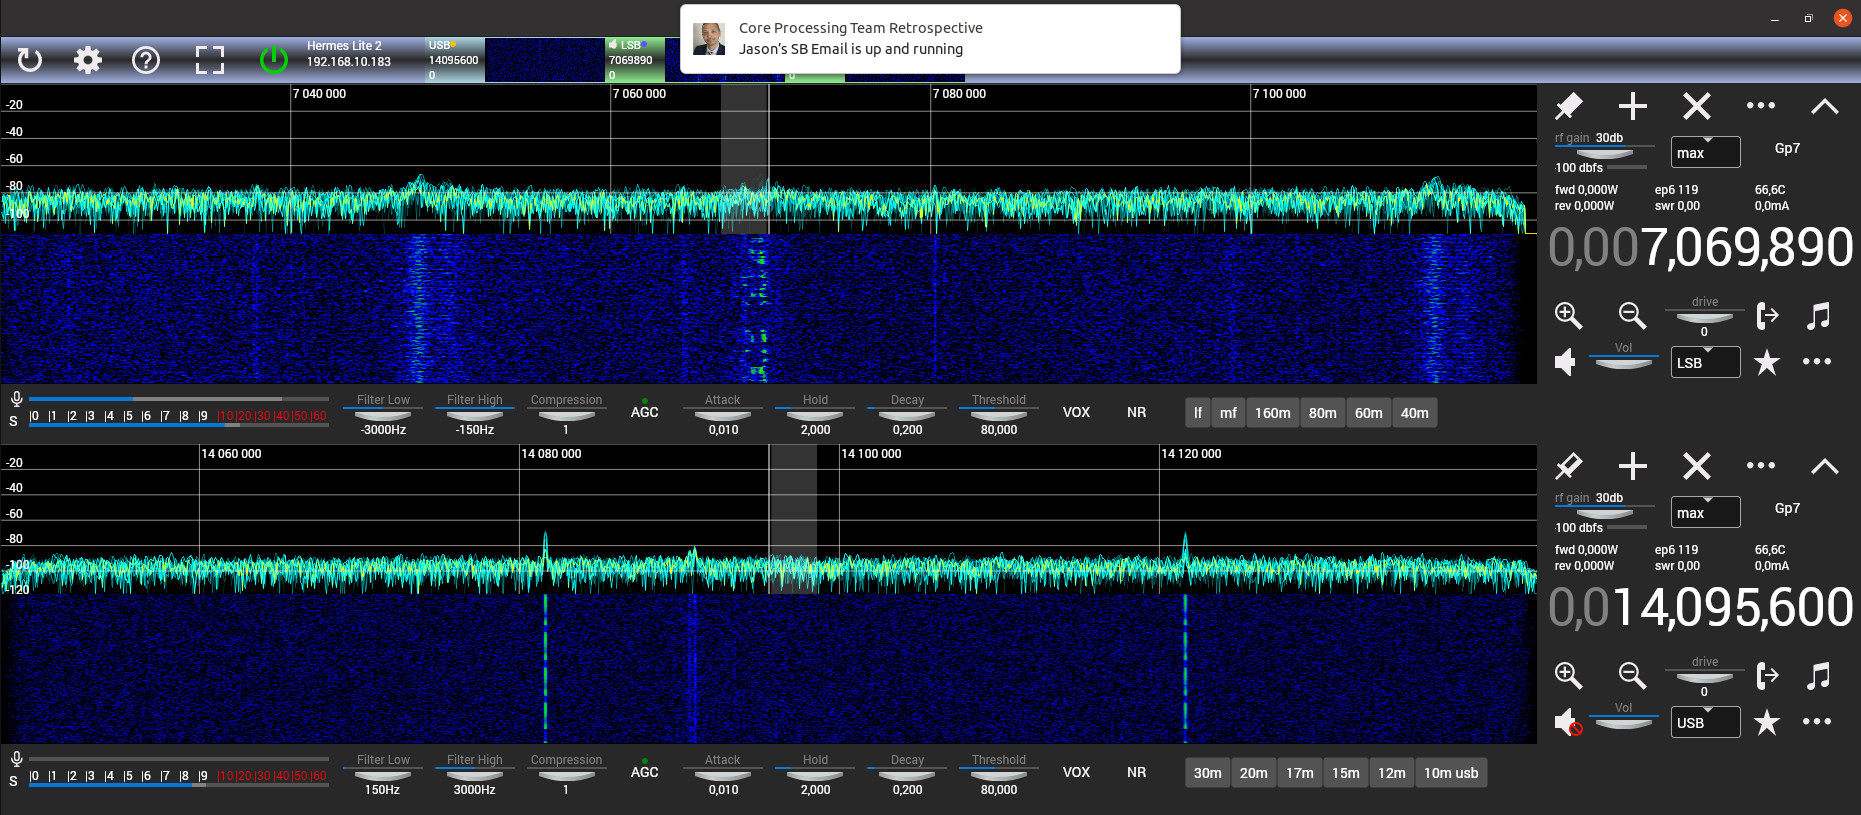 Core Processing Team Retrospective
Jason's SB Email is up and running
Hermes Lite 2
192.168.10.183
USB
14095600
0
LSB
7069890
0
0
7 040 000
7 060 000
7 080 000
7 100 000
-20
-40
-60
-80
-100
rf gain 30db
max
Gp7
-100 dbfs
fwd 0,000W ep6 119 66,6C
rev 0,000W swr 0,00 0,0mA
0,007,069,890
drive
0
Vol
LSB
S
|0 |1 |2 |3 |4 |5 |6 |7 |8 |9 |10 |20 |30 |40 |50 |60
Filter Low
-3000Hz
Filter High
-150Hz
Compression
1
AGC
Attack
0,010
Hold
2,000
Decay
0,200
Threshold
80,000
VOX
NR
lf mf 160m 80m 60m 40m
14 060 000
14 080 000
14 100 000
14 120 000
-20
-40
-60
-80
-100
-120
rf gain 30db
max
Gp7
-100 dbfs
fwd 0,000W ep6 119 66,6C
rev 0,000W swr 0,00 0,0mA
0,014,095,600
drive
0
Vol
USB
S
|0 |1 |2 |3 |4 |5 |6 |7 |8 |9 |10 |20 |30 |40 |50 |60
Filter Low
150Hz
Filter High
3000Hz
Compression
1
AGC
Attack
0,010
Hold
2,000
Decay
0,200
Threshold
80,000
VOX
NR
30m 20m 17m 15m 12m 10m usb